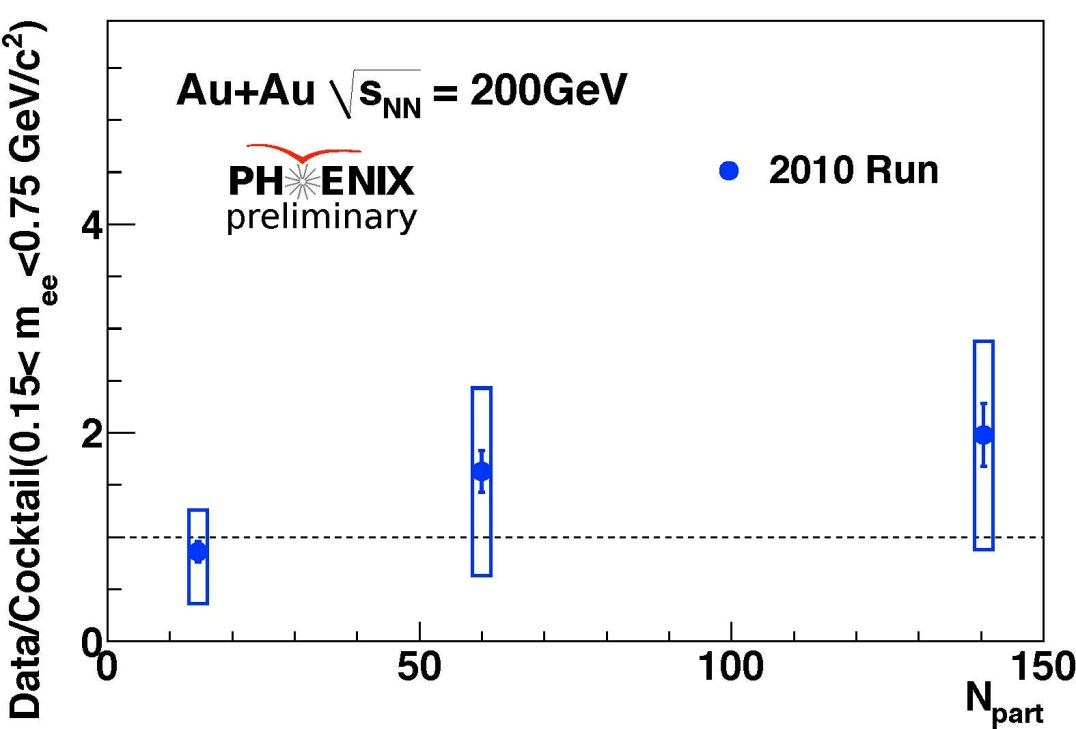 Data/Cocktail(0.15< mee <0.75 GeV/c2)
Au+Au √sNN = 200GeV
PHENIX
preliminary
2010 Run
4
2
0
0 50 100 150
Npart